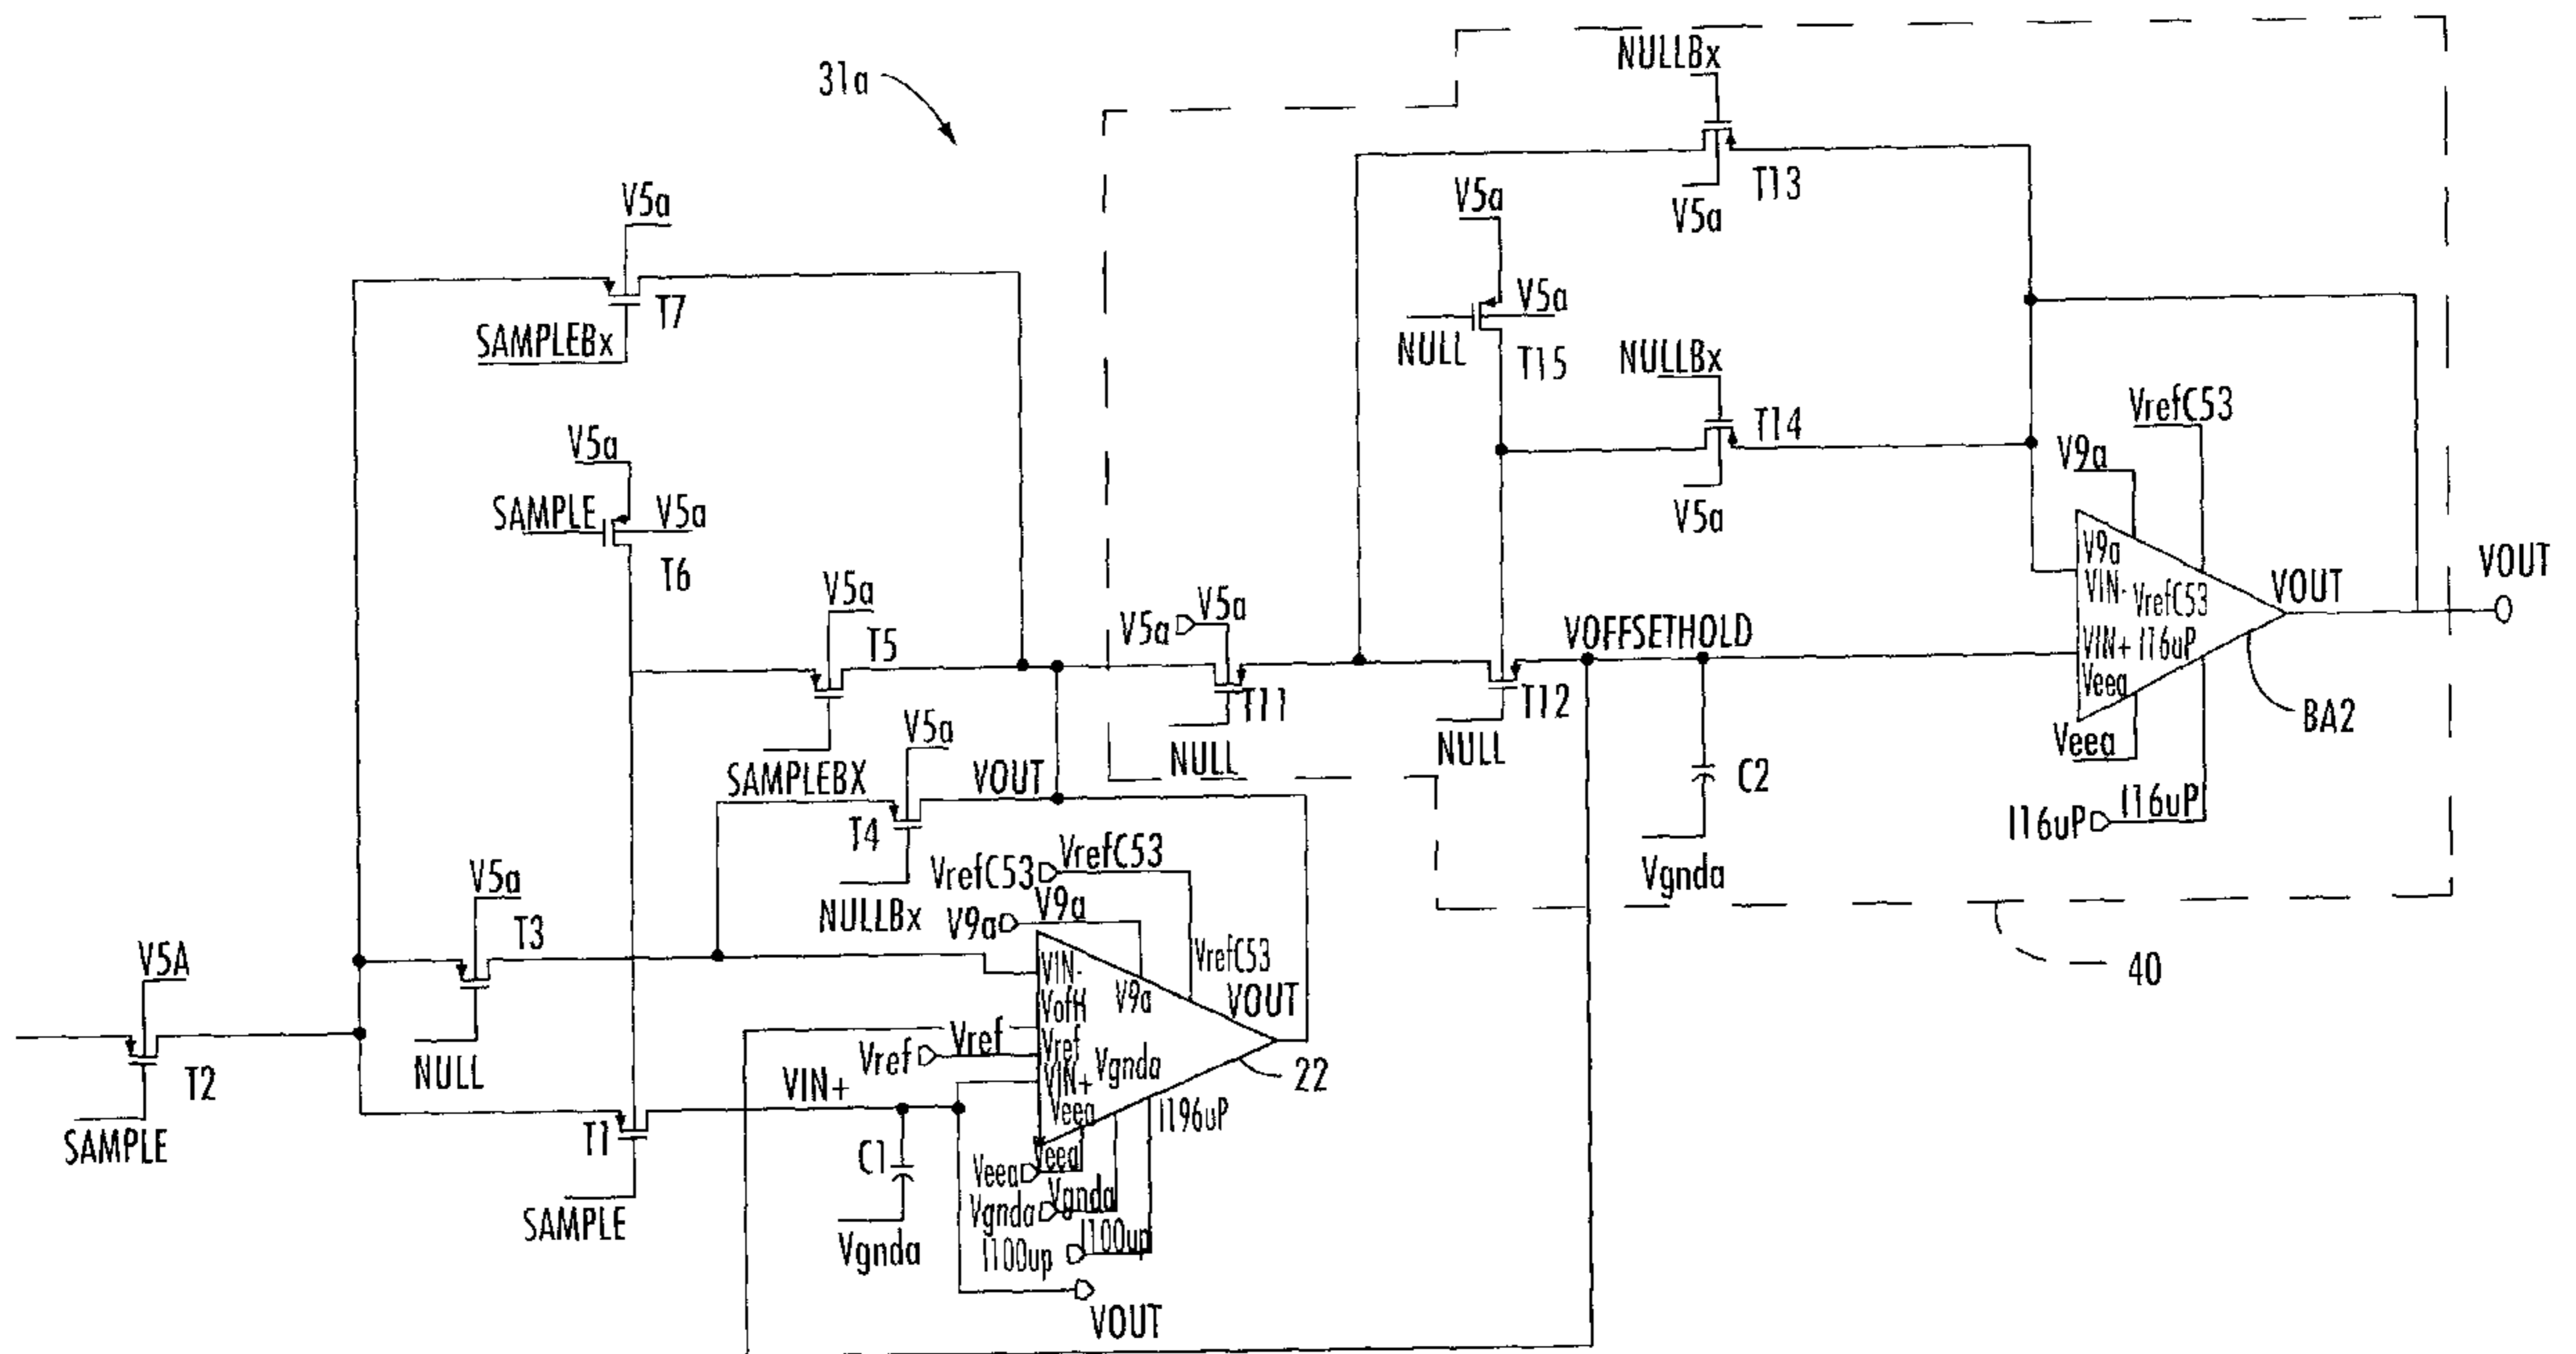 31a
NULLBx
T13
V5a
V5a
V5a
NULL
T15
NULLBx
T14
V5a
V5a
T7
SAMPLEBx
V5a
SAMPLE
V5a
T6
V5a
T5
SAMPLEBX
V5a
V5a
T11
NULL
T12
NULL
VOFFSETHOLD
C2
Vgnda
VrefC53
V9a
V9a
VIN-
VrefC53
VIN+
I16uP
Veea
Veea
VOUT
VOUT
BA2
I16uP
I16uP
40
V5a
VOUT
T4
NULLBx
VrefC53
VrefC53
V9a
V9a
V5a
T3
NULL
V5A
T2
SAMPLE
T1
SAMPLE
VIN+
C1
Vgnda
Vref
Vref
VIN-
VofH
Vref
VIN+
Veea
V9a
VrefC53
VOUT
Vgnda
22
I196uP
Veea
Veea
Vgnda
Vgnda
I100up
I100up
VOUT